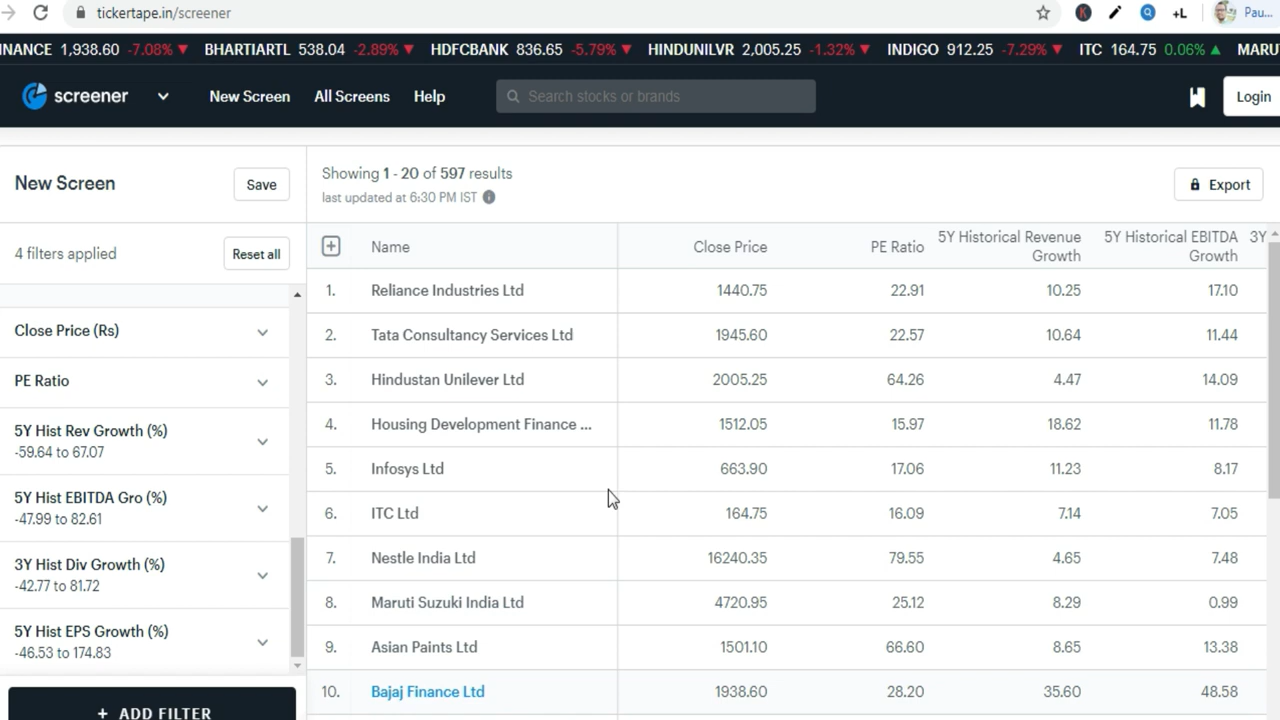 tickertape.in/screener
Pau...
INANCE 1,938.60 -7.08% ▼ BHARTIARTL 538.04 -2.89% ▼ HDFCBANK 836.65 -5.79% ▼ HINDUNILVR 2,005.25 -1.32% ▼ INDIGO 912.25 -7.29% ▼ ITC 164.75 0.06% ▲ MARU
screener New Screen All Screens Help Search stocks or brands Login
New Screen
Save
Showing 1 - 20 of 597 results
last updated at 6:30 PM IST
Export
4 filters applied
Reset all
Close Price (Rs)
PE Ratio
5Y Hist Rev Growth (%)
-59.64 to 67.07
5Y Hist EBITDA Gro (%)
-47.99 to 82.61
3Y Hist Div Growth (%)
-42.77 to 81.72
5Y Hist EPS Growth (%)
-46.53 to 174.83
+ ADD FILTER
Name Close Price PE Ratio 5Y Historical Revenue Growth 5Y Historical EBITDA Growth 3Y
1. Reliance Industries Ltd 1440.75 22.91 10.25 17.10
2. Tata Consultancy Services Ltd 1945.60 22.57 10.64 11.44
3. Hindustan Unilever Ltd 2005.25 64.26 4.47 14.09
4. Housing Development Finance ... 1512.05 15.97 18.62 11.78
5. Infosys Ltd 663.90 17.06 11.23 8.17
6. ITC Ltd 164.75 16.09 7.14 7.05
7. Nestle India Ltd 16240.35 79.55 4.65 7.48
8. Maruti Suzuki India Ltd 4720.95 25.12 8.29 0.99
9. Asian Paints Ltd 1501.10 66.60 8.65 13.38
10. Bajaj Finance Ltd 1938.60 28.20 35.60 48.58